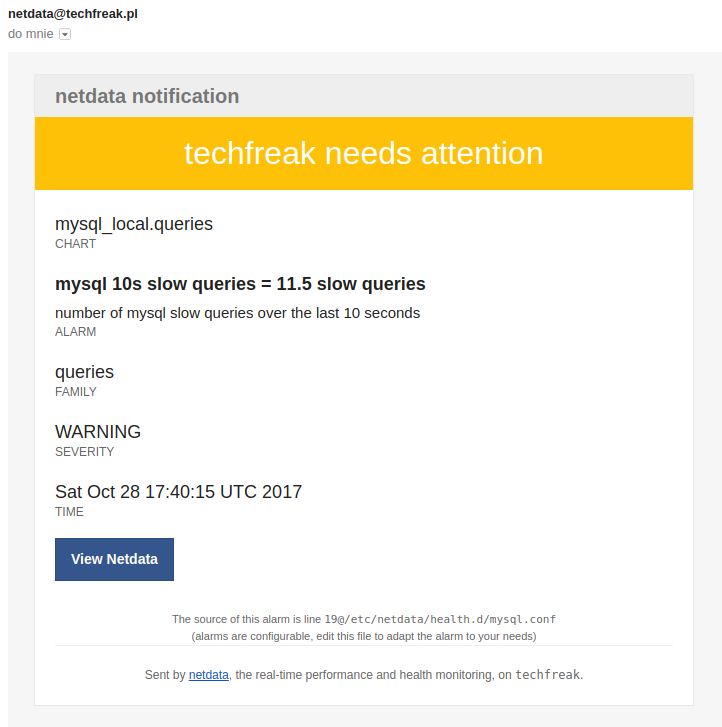 netdata@techfreak.pl
do mnie
netdata notification
techfreak needs attention
mysql_local.queries
CHART
mysql 10s slow queries = 11.5 slow queries
number of mysql slow queries over the last 10 seconds
ALARM
queries
FAMILY
WARNING
SEVERITY
Sat Oct 28 17:40:15 UTC 2017
TIME
View Netdata
The source of this alarm is line 19@/etc/netdata/health.d/mysql.conf
(alarms are configurable, edit this file to adapt the alarm to your needs)
Sent by netdata, the real-time performance and health monitoring, on techfreak.